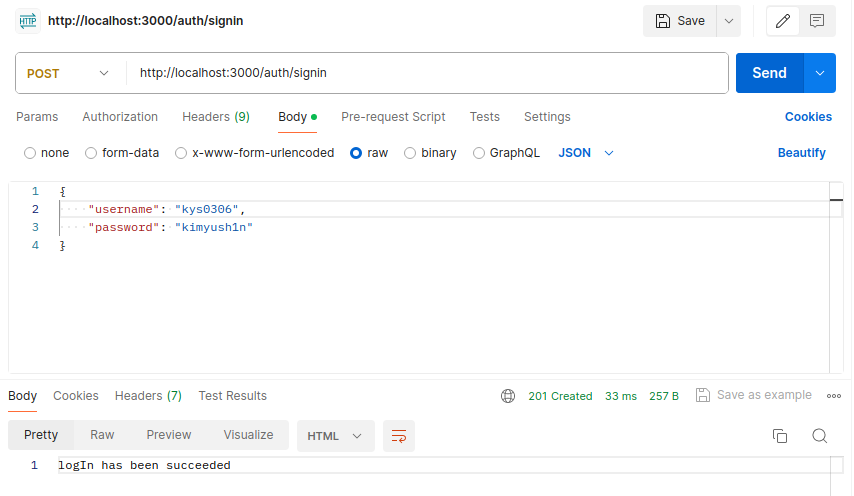 HTTP http://localhost:3000/auth/signin Save
POST http://localhost:3000/auth/signin Send
Params Authorization Headers (9) Body Pre-request Script Tests Settings Cookies
none form-data x-www-form-urlencoded raw binary GraphQL JSON Beautify
1 {
2 "username": "kys0306",
3 "password": "kimyush1n"
4 }
Body Cookies Headers (7) Test Results 201 Created 33 ms 257 B Save as example
Pretty Raw Preview Visualize HTML
1 logIn has been succeeded